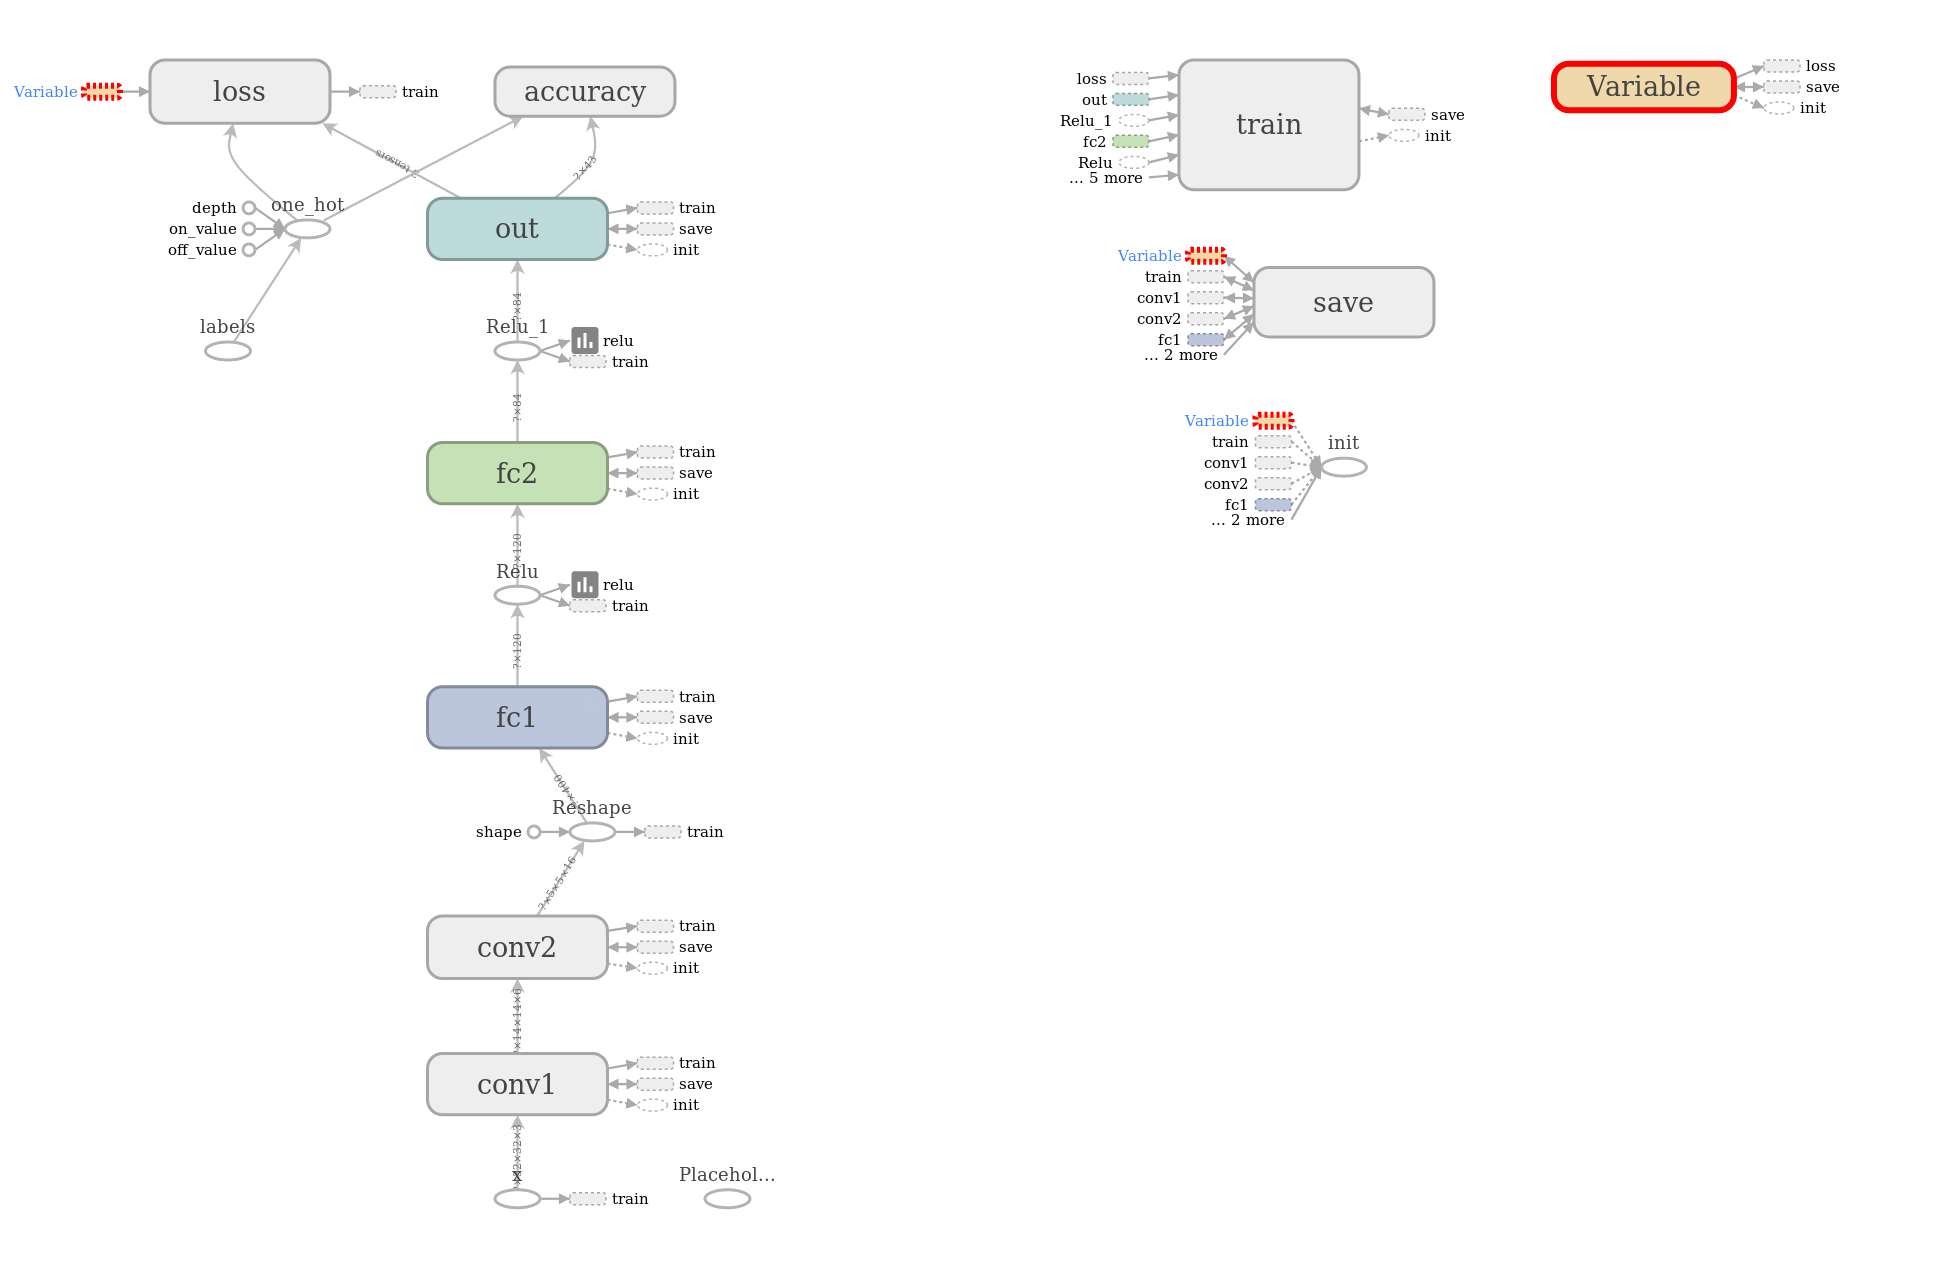 Variable
loss
train
accuracy
3 tensors
?×43
depth
on_value
off_value
one_hot
out
train
save
init
labels
?×84
Relu_1
relu
train
?×84
fc2
train
save
init
?×120
Relu
relu
train
?×120
fc1
train
save
init
Reshape
shape
train
?×5×5×16
conv2
train
save
init
?×14×14×6
conv1
train
save
init
x
train
Placehol...
loss
out
Relu_1
fc2
Relu
... 5 more
train
save
init
Variable
train
conv1
conv2
fc1
... 2 more
save
Variable
train
conv1
conv2
fc1
... 2 more
init
Variable
loss
save
init